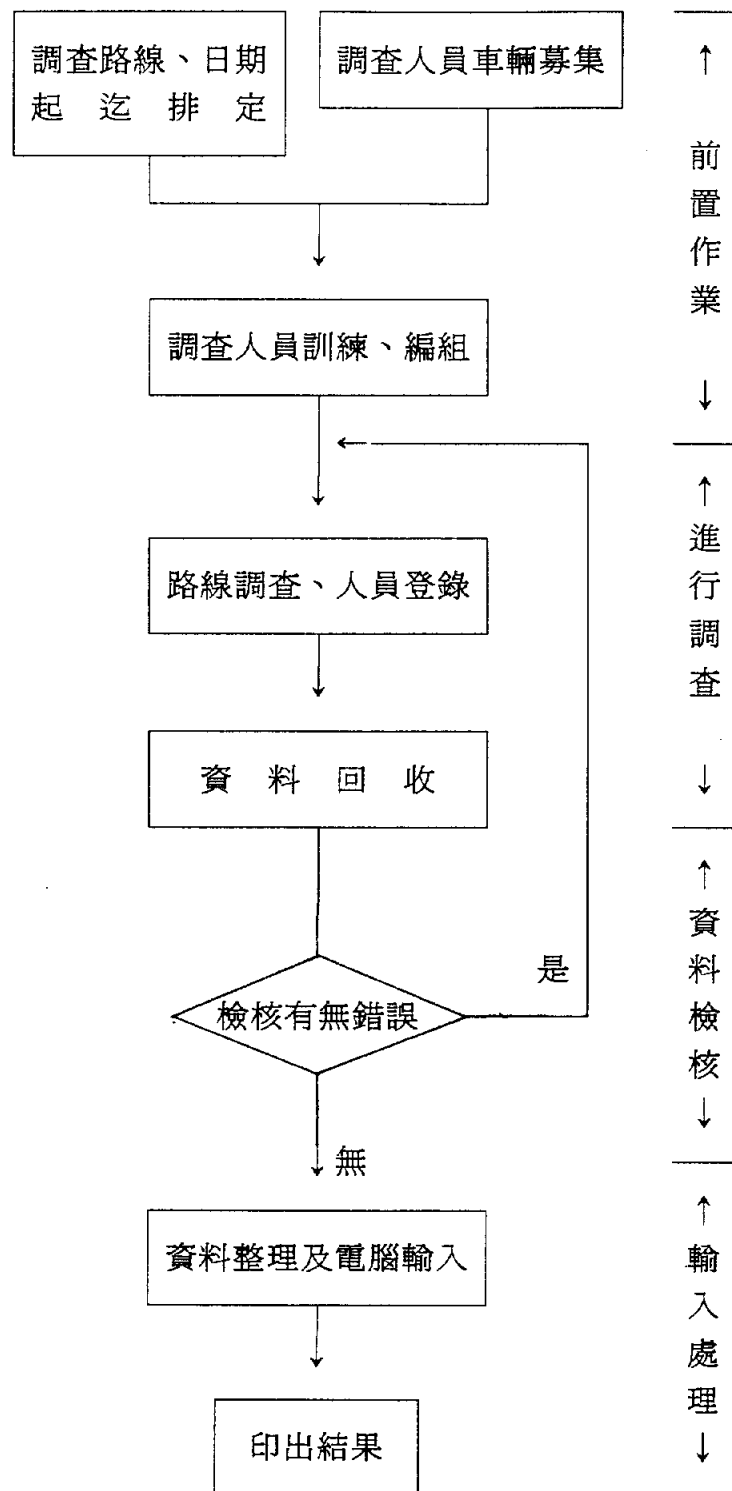 調查路線、日期
起迄排定
調查人員車輛募集
調查人員訓練、編組
路線調查、人員登錄
資料回收
檢核有無錯誤
是
無
資料整理及電腦輸入
印出結果
前置作業
進行調查
資料檢核
輸入處理